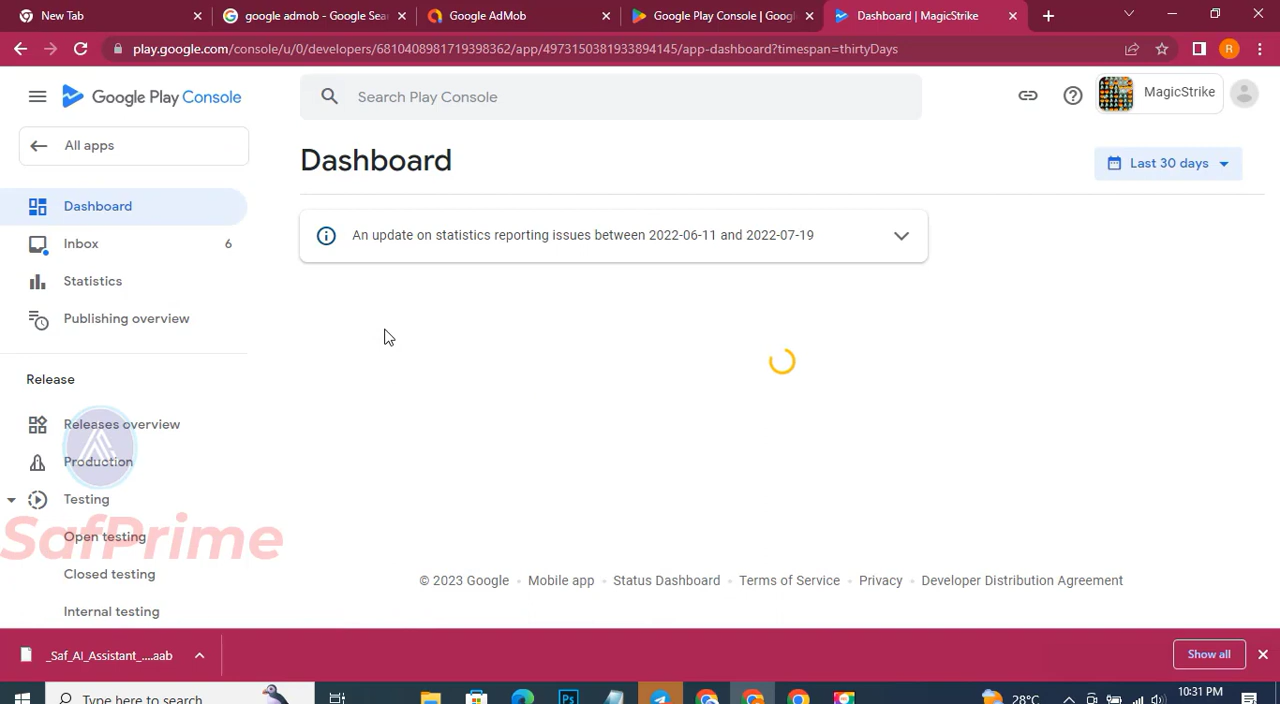 New Tab
google admob - Google Sea
Google AdMob
Google Play Console | Googl
Dashboard | MagicStrike
play.google.com/console/u/0/developers/6810408981719398362/app/4973150381933894145/app-dashboard?timespan=thirtyDays
R
Google Play Console
Search Play Console
MagicStrike
All apps
Dashboard
Last 30 days
Dashboard
Inbox
6
An update on statistics reporting issues between 2022-06-11 and 2022-07-19
Statistics
Publishing overview
Release
Releases overview
Production
Testing
SafPrime
Open testing
Closed testing
Internal testing
© 2023 Google
Mobile app
Status Dashboard
Terms of Service
Privacy
Developer Distribution Agreement
_Saf_AI_Assistant_....aab
Show all
Type here to search
Ps
28°C
10:31 PM